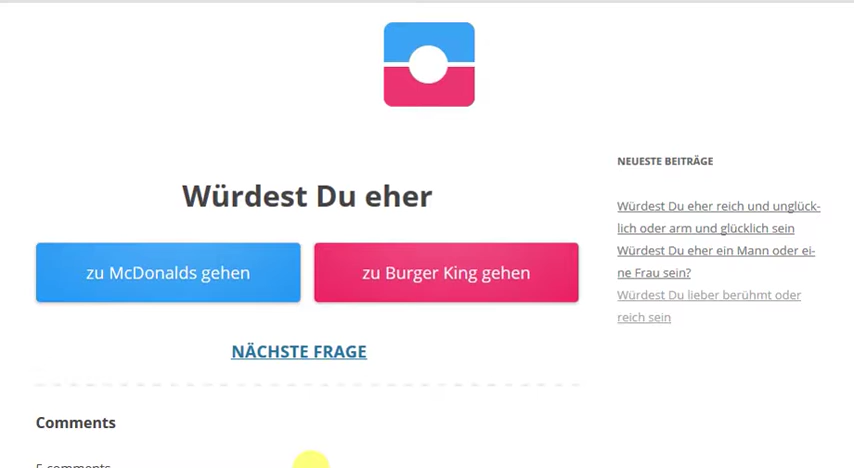 Würdest Du eher
zu McDonalds gehen
zu Burger King gehen
NÄCHSTE FRAGE
Comments
5 comments
NEUESTE BEITRÄGE
Würdest Du eher reich und unglück-
lich oder arm und glücklich sein
Würdest Du eher ein Mann oder ei-
ne Frau sein?
Würdest Du lieber berühmt oder
reich sein